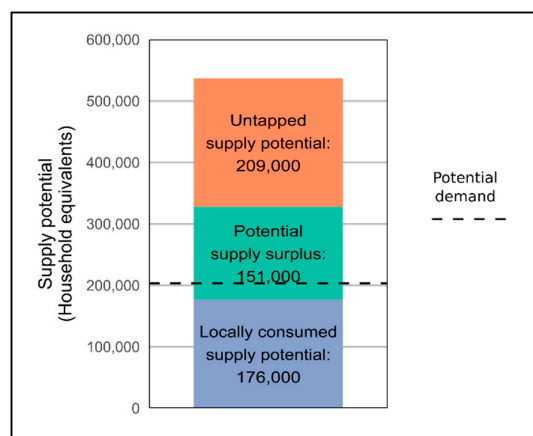 600,000
500,000
400,000
300,000
200,000
100,000
0
Supply potential
(Household equivalents)
Untapped
supply potential:
209,000
Potential
supply surplus:
151,000
Locally consumed
supply potential:
176,000
Potential
demand